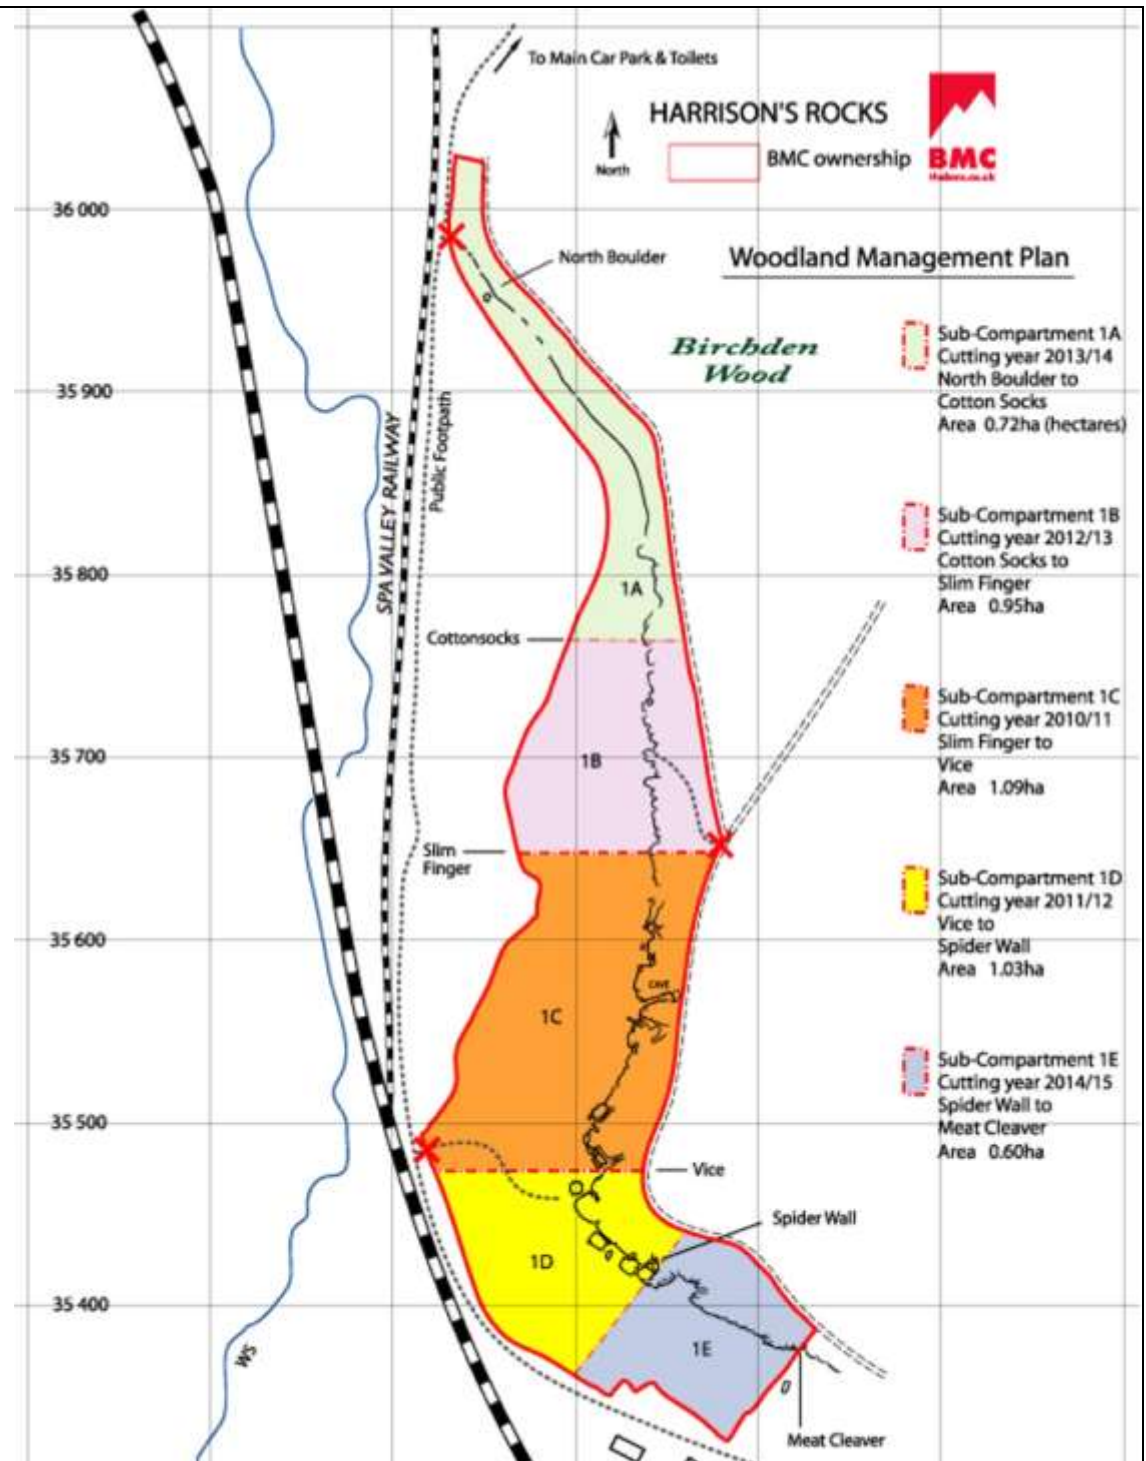 To Main Car Park & Toilets
HARRISON'S ROCKS
North
BMC ownership
BMC
36 000
North Boulder
Woodland Management Plan
Birchden
Wood
Sub-Compartment 1A
Cutting year 2013/14
North Boulder to
Cotton Socks
Area 0.72ha (hectares)
35 900
SPA VALLEY RAILWAY
Public Footpath
Sub-Compartment 1B
Cutting year 2012/13
Cotton Socks to
Slim Finger
Area 0.95ha
35 800
1A
Cottonsocks
Sub-Compartment 1C
Cutting year 2010/11
Slim Finger to
Vice
Area 1.09ha
35 700
1B
Slim
Finger
Sub-Compartment 1D
Cutting year 2011/12
Vice to
Spider Wall
Area 1.03ha
35 600
CAVE
1C
Sub-Compartment 1E
Cutting year 2014/15
Spider Wall to
Meat Cleaver
Area 0.60ha
35 500
Vice
Spider Wall
1D
35 400
1E
WS
Meat Cleaver